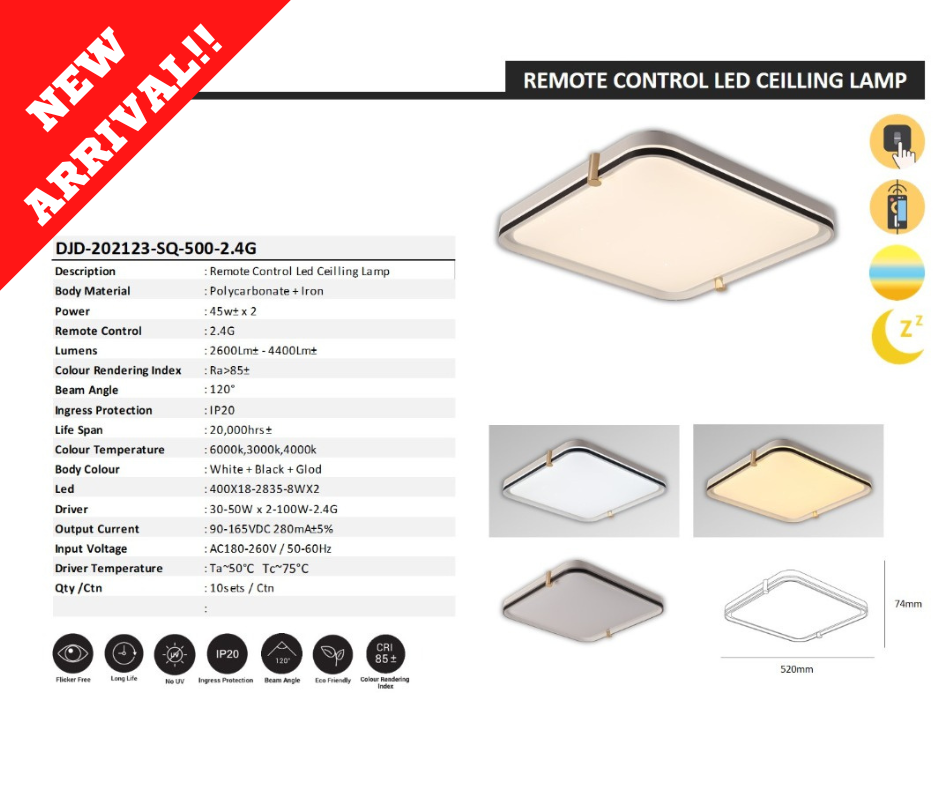 NEW
ARRIVAL!!
REMOTE CONTROL LED CEILLING LAMP
DJD-202123-SQ-500-2.4G
Description : Remote Control Led Ceilling Lamp
Body Material : Polycarbonate + Iron
Power : 45w± x 2
Remote Control : 2.4G
Lumens : 2600Lm± - 4400Lm±
Colour Rendering Index : Ra>85±
Beam Angle : 120°
Ingress Protection : IP20
Life Span : 20,000hrs±
Colour Temperature : 6000k,3000k,4000k
Body Colour : White + Black + Glod
Led : 400X18-2835-8WX2
Driver : 30-50W x 2-100W-2.4G
Output Current : 90-165VDC 280mA±5%
Input Voltage : AC180-260V / 50-60Hz
Driver Temperature : Ta~50°C Tc~75°C
Qty /Ctn : 10sets / Ctn
:
UV
IP20
120°
CRI
85±
Flicker Free
Long Life
No UV
Ingress Protection
Beam Angle
Eco Friendly
Colour Rendering
Index
Z Z
74mm
520mm